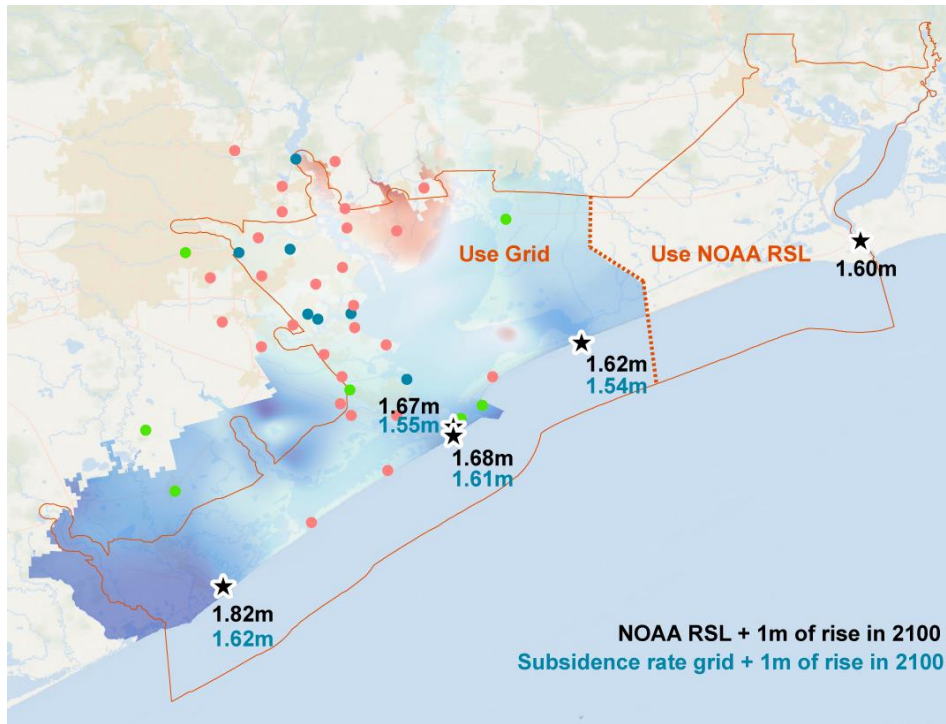 Use Grid
Use NOAA RSL
1.60m
1.62m
1.54m
1.67m
1.55m
1.68m
1.61m
1.82m
1.62m
NOAA RSL + 1m of rise in 2100
Subsidence rate grid + 1m of rise in 2100